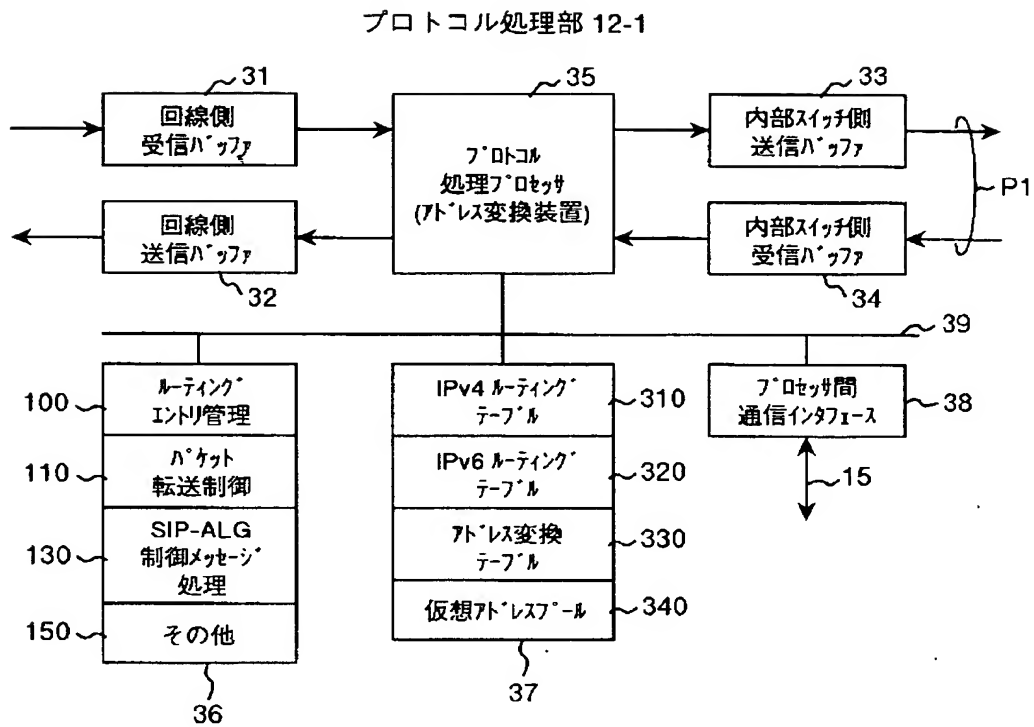 プロトコル処理部 12-1
31
回線側
受信ﾊﾞｯﾌｧ
35
ﾌﾟﾛﾄｺﾙ
処理ﾌﾟﾛｾｯｻ
(ｱﾄﾞﾚｽ変換装置)
33
内部ｽｲｯﾁ側
送信ﾊﾞｯﾌｧ
P1
回線側
送信ﾊﾞｯﾌｧ
32
内部ｽｲｯﾁ側
受信ﾊﾞｯﾌｧ
34
39
100
ﾙｰﾃｨﾝｸﾞ
ｴﾝﾄﾘ管理
110
ﾊﾟｹｯﾄ
転送制御
130
SIP-ALG
制御ﾒｯｾｰｼﾞ
処理
150
その他
36
IPv4 ﾙｰﾃｨﾝｸﾞ
ﾃｰﾌﾞﾙ
310
IPv6 ﾙｰﾃｨﾝｸﾞ
ﾃｰﾌﾞﾙ
320
ｱﾄﾞﾚｽ変換
ﾃｰﾌﾞﾙ
330
仮想ｱﾄﾞﾚｽﾌﾟｰﾙ
340
37
ﾌﾟﾛｾｯｻ間
通信ｲﾝﾀﾌｪｰｽ
38
15